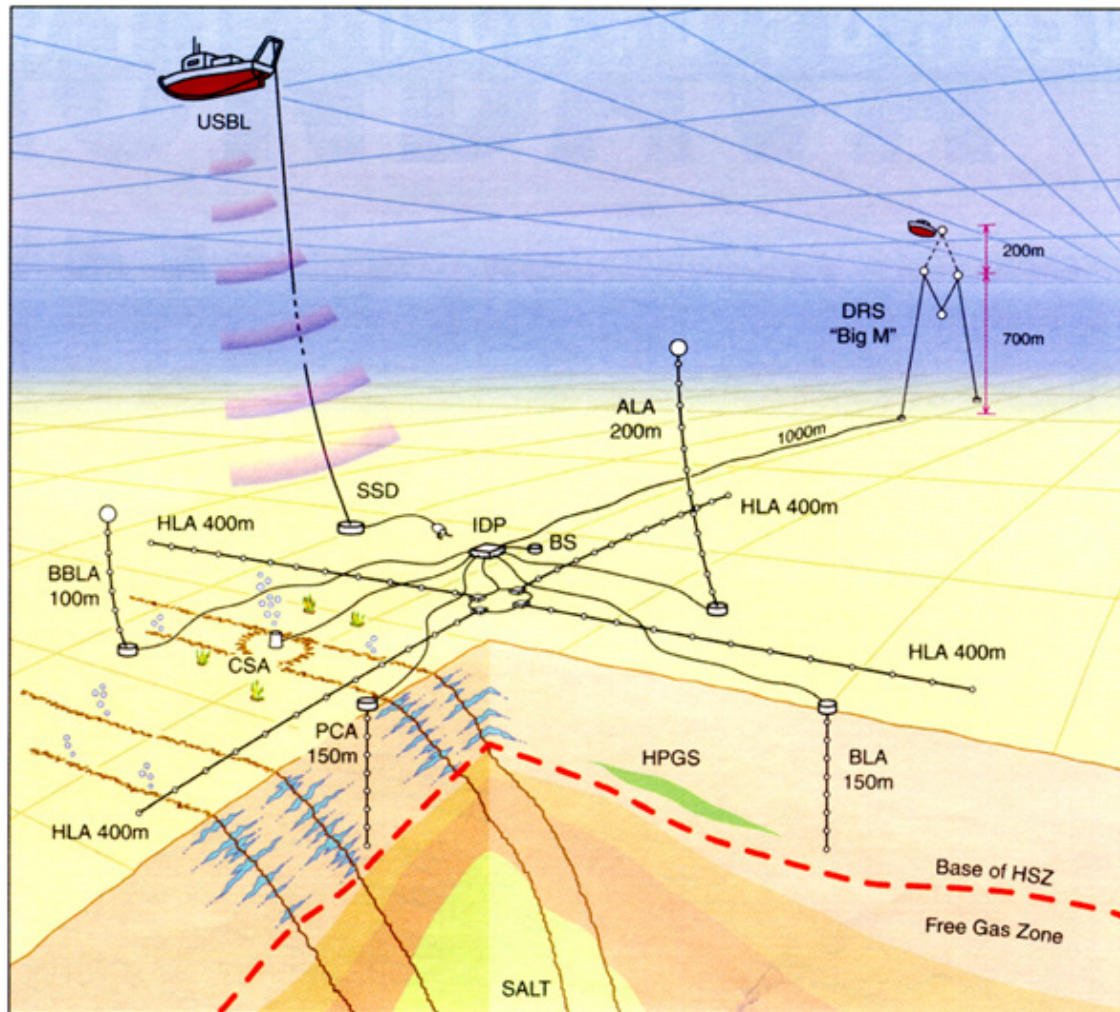 USBL
200m
DRS
"Big M"
700m
ALA
200m
1000m
SSD
HLA 400m
IDP
BS
HLA 400m
BBLA
100m
CSA
HLA 400m
PCA
150m
HPGS
BLA
150m
HLA 400m
Base of HSZ
Free Gas Zone
SALT